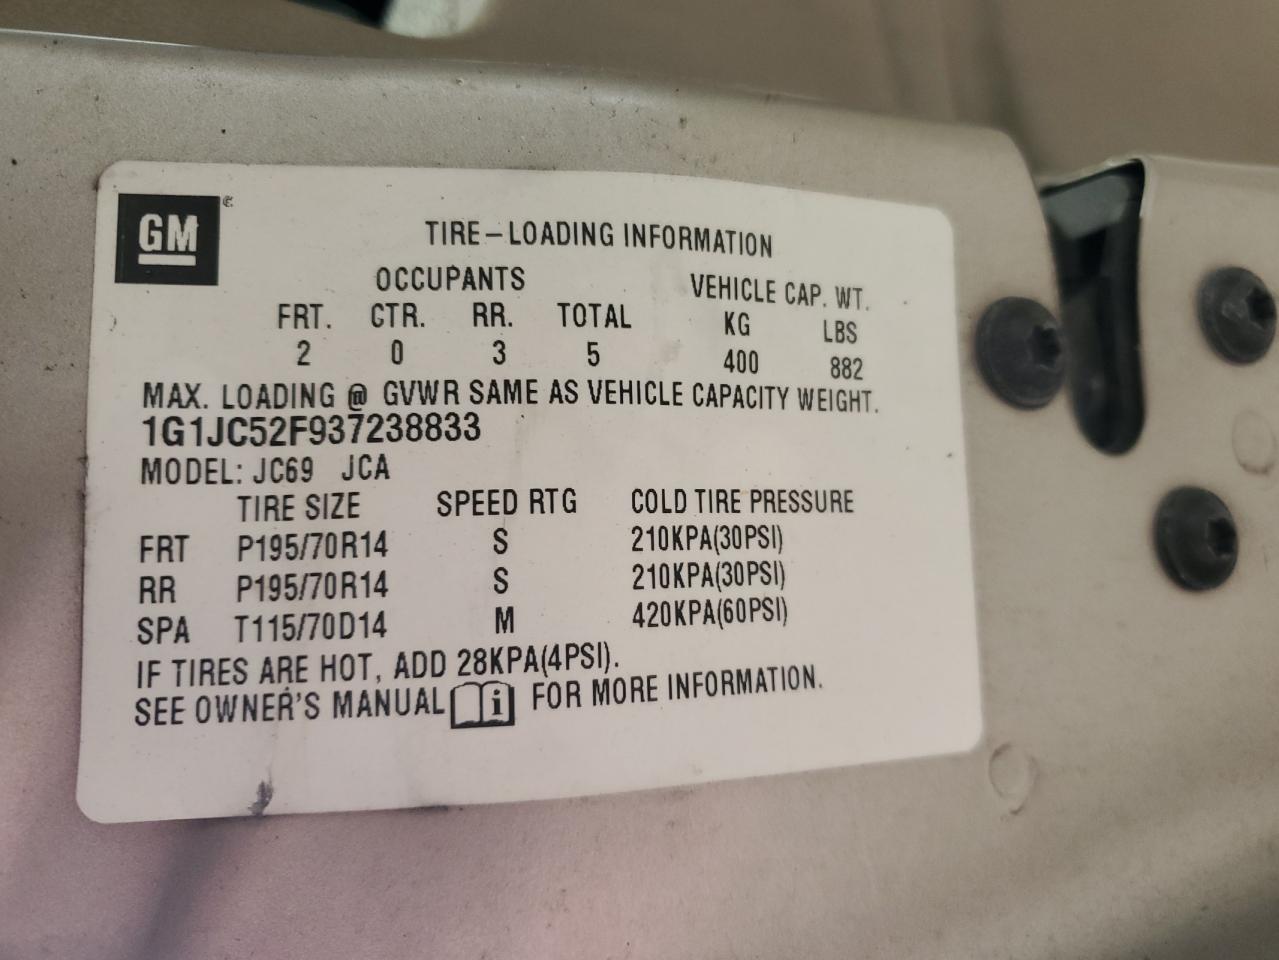 GM
TIRE-LOADING INFORMATION
OCCUPANTS VEHICLE CAP. WT.
FRT. CTR. RR. TOTAL KG LBS
2 0 3 5 400 882
MAX. LOADING @ GVWR SAME AS VEHICLE CAPACITY WEIGHT.
1G1JC52F937238833
MODEL: JC69 JCA
TIRE SIZE SPEED RTG COLD TIRE PRESSURE
FRT P195/70R14 S 210KPA(30PSI)
RR P195/70R14 S 210KPA(30PSI)
SPA T115/70D14 M 420KPA(60PSI)
IF TIRES ARE HOT, ADD 28KPA(4PSI).
SEE OWNER'S MANUAL i FOR MORE INFORMATION.